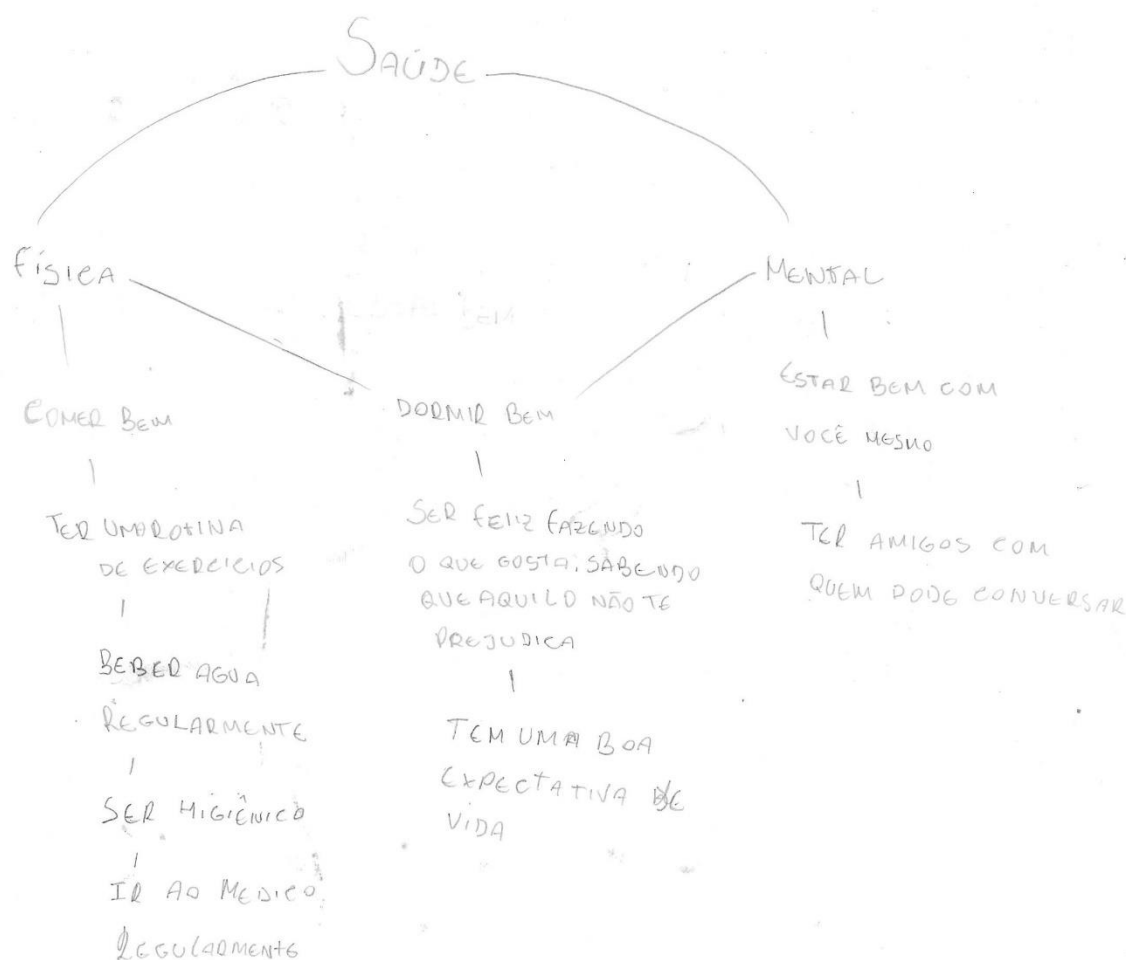 SAÚDE
FÍSICA
MENTAL
COMER BEM
TER UMA ROTINA
DE EXERCICIOS
BEBER AGUA
REGULARMENTE
SER HIGIÊNICO
IR AO MEDICO
REGULARMENTE
DORMIR BEM
SER FELIZ FAZENDO
O QUE GOSTA, SABENDO
QUE AQUILO NÃO TE
PREJUDICA
TEM UMA BOA
EXPECTATIVA DE
VIDA
ESTAR BEM COM
VOCÊ MESMO
TER AMIGOS COM
QUEM PODE CONVERSAR